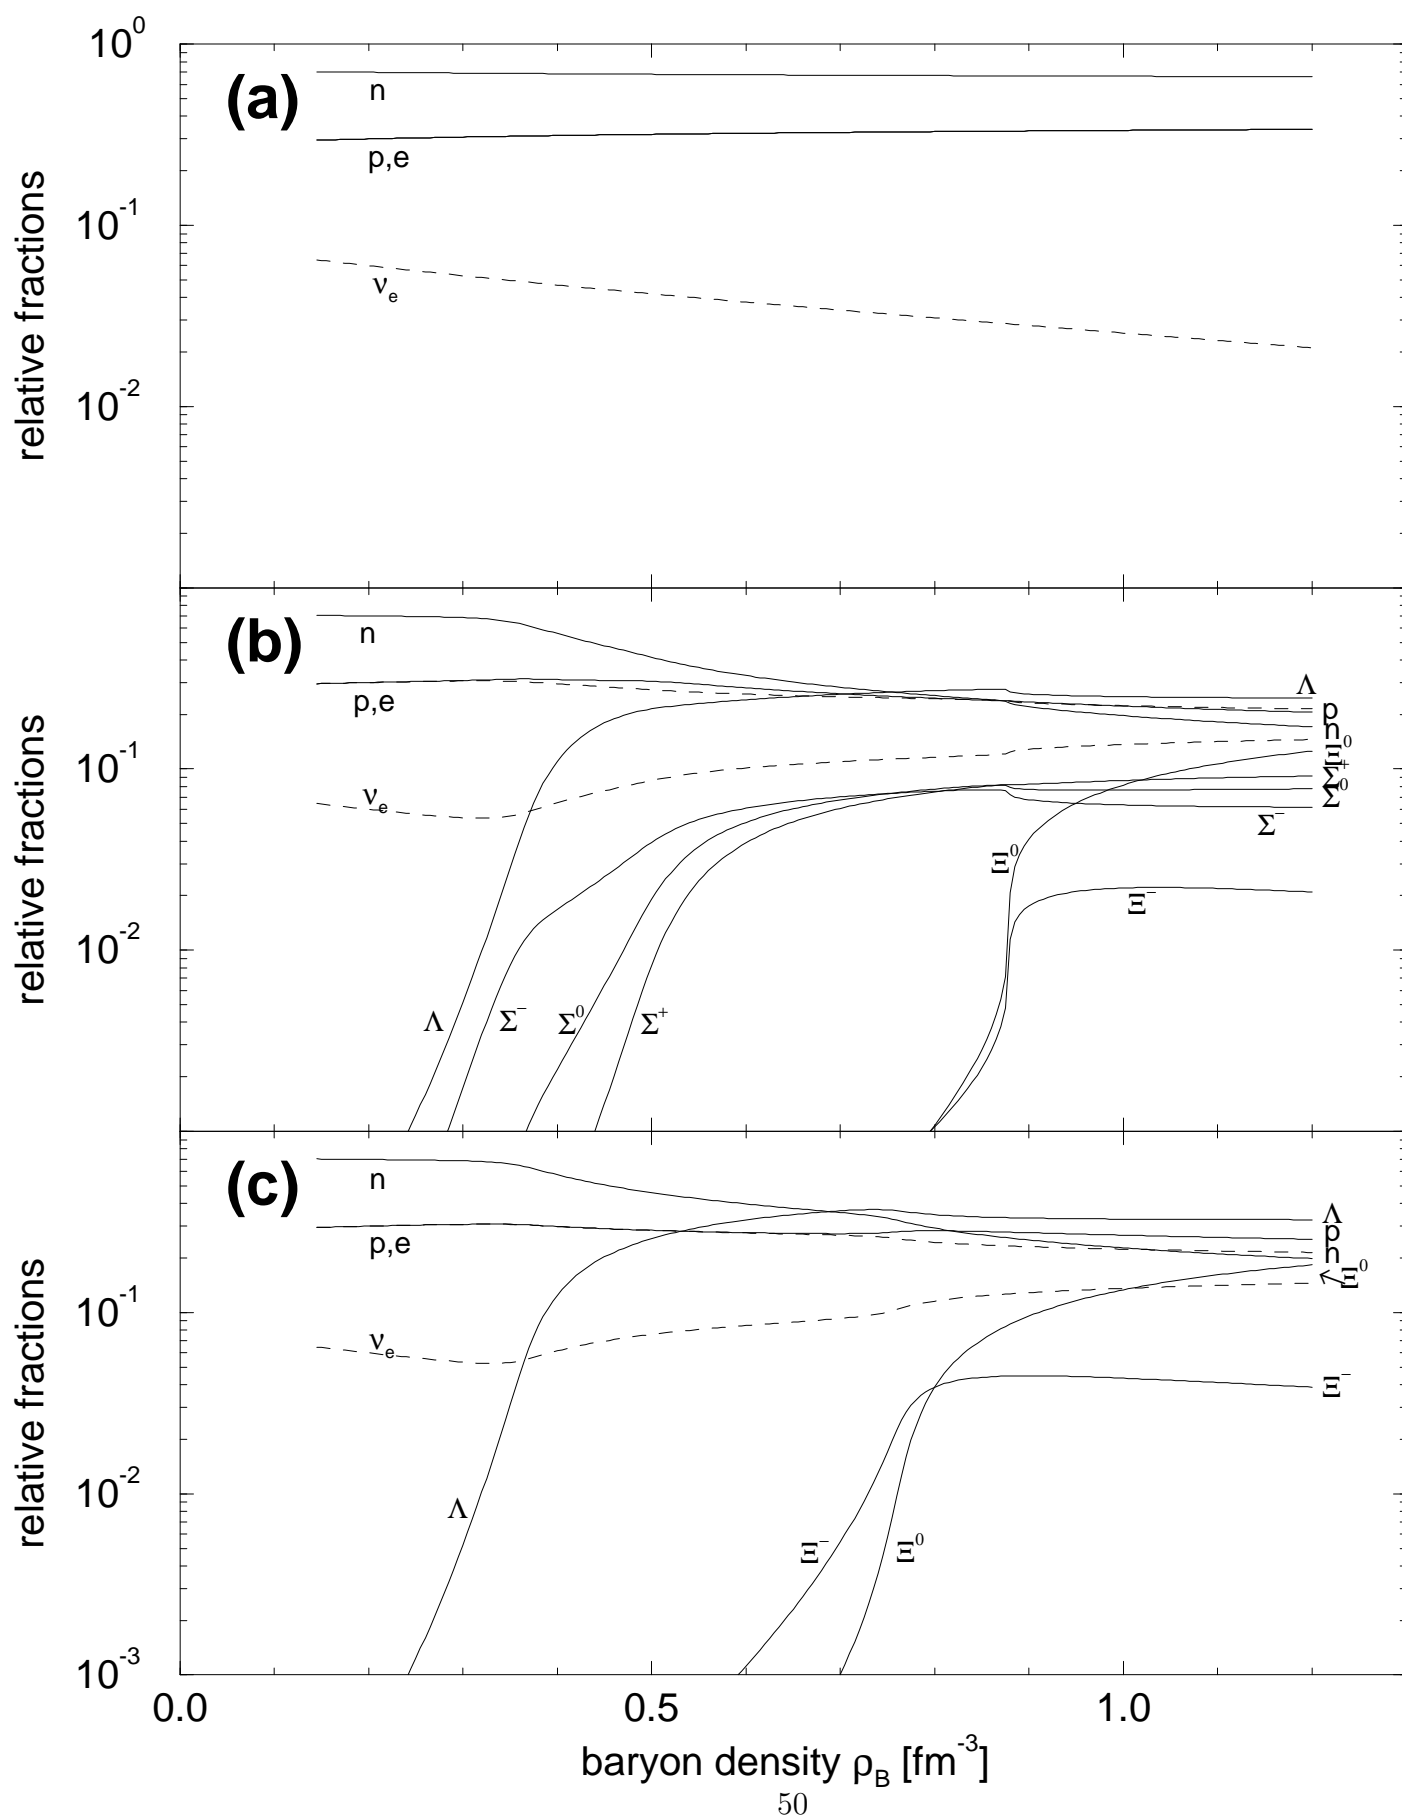 10^0
(a)
n
p,e
10^-1
ν_e
10^-2
relative fractions
(b)
n
p,e
Λ
p
n
Ξ^0
Σ^+
Σ^0
Σ^-
10^-1
ν_e
Ξ^0
Ξ^-
10^-2
Λ
Σ^-
Σ^0
Σ^+
relative fractions
(c)
n
p,e
Λ
p
n
Ξ^0
10^-1
ν_e
Ξ^-
10^-2
Λ
Ξ^-
Ξ^0
relative fractions
10^-3
0.0 0.5 1.0
baryon density ρ_B [fm^-3]
50